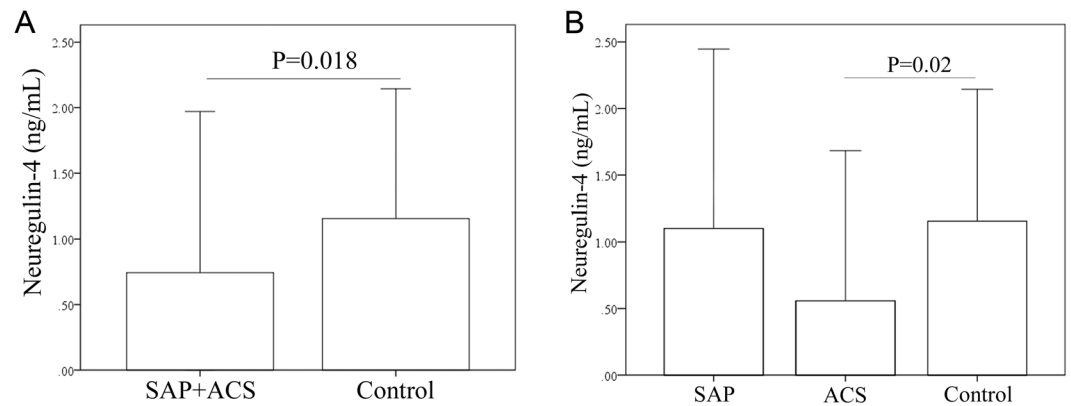 A
P=0.018
Neuregulin-4 (ng/mL)
2.50
2.00
1.50
1.00
.50
.00
SAP+ACS Control
B
P=0.02
Neuregulin-4 (ng/mL)
2.50
2.00
1.50
1.00
.50
.00
SAP ACS Control